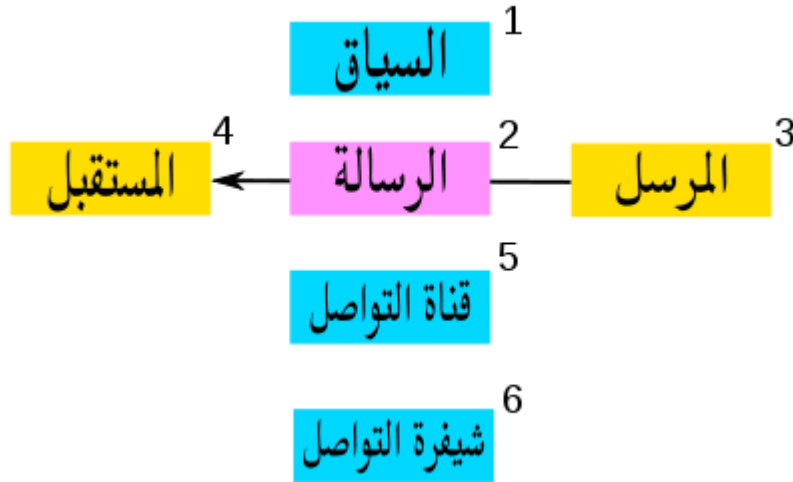 1
السياق
3
المرسل
2
الرسالة
4
المستقبل
5
قناة التواصل
6
شيفرة التواصل